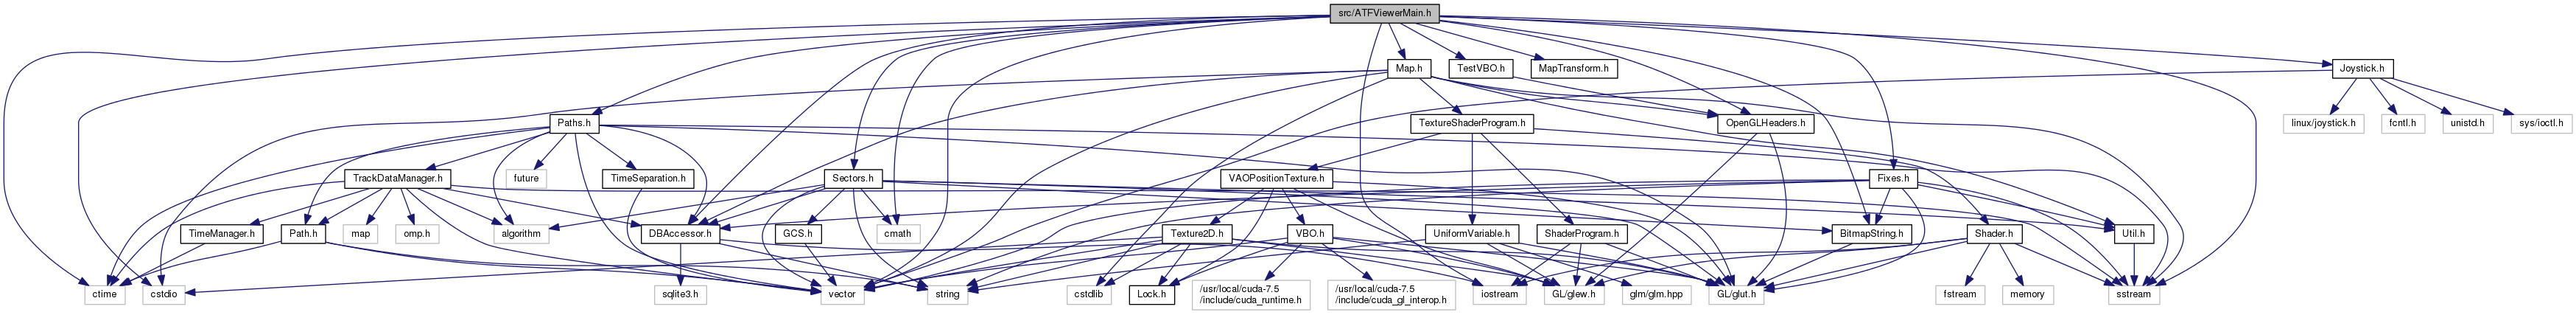 src/ATFViewerMain.h
Map.h
TestVBO.h
MapTransform.h
Joystick.h
Paths.h
TextureShaderProgram.h
OpenGLHeaders.h
linux/joystick.h
fcntl.h
unistd.h
sys/ioctl.h
TrackDataManager.h
future
TimeSeparation.h
Sectors.h
VAOPositionTexture.h
Fixes.h
TimeManager.h
Path.h
map
omp.h
algorithm
DBAccessor.h
GCS.h
cmath
Texture2D.h
VBO.h
UniformVariable.h
ShaderProgram.h
BitmapString.h
Shader.h
Util.h
ctime
cstdio
sqlite3.h
vector
string
cstdlib
Lock.h
/usr/local/cuda-7.5
/include/cuda_runtime.h
/usr/local/cuda-7.5
/include/cuda_gl_interop.h
iostream
GL/glew.h
glm/glm.hpp
GL/glut.h
fstream
memory
sstream